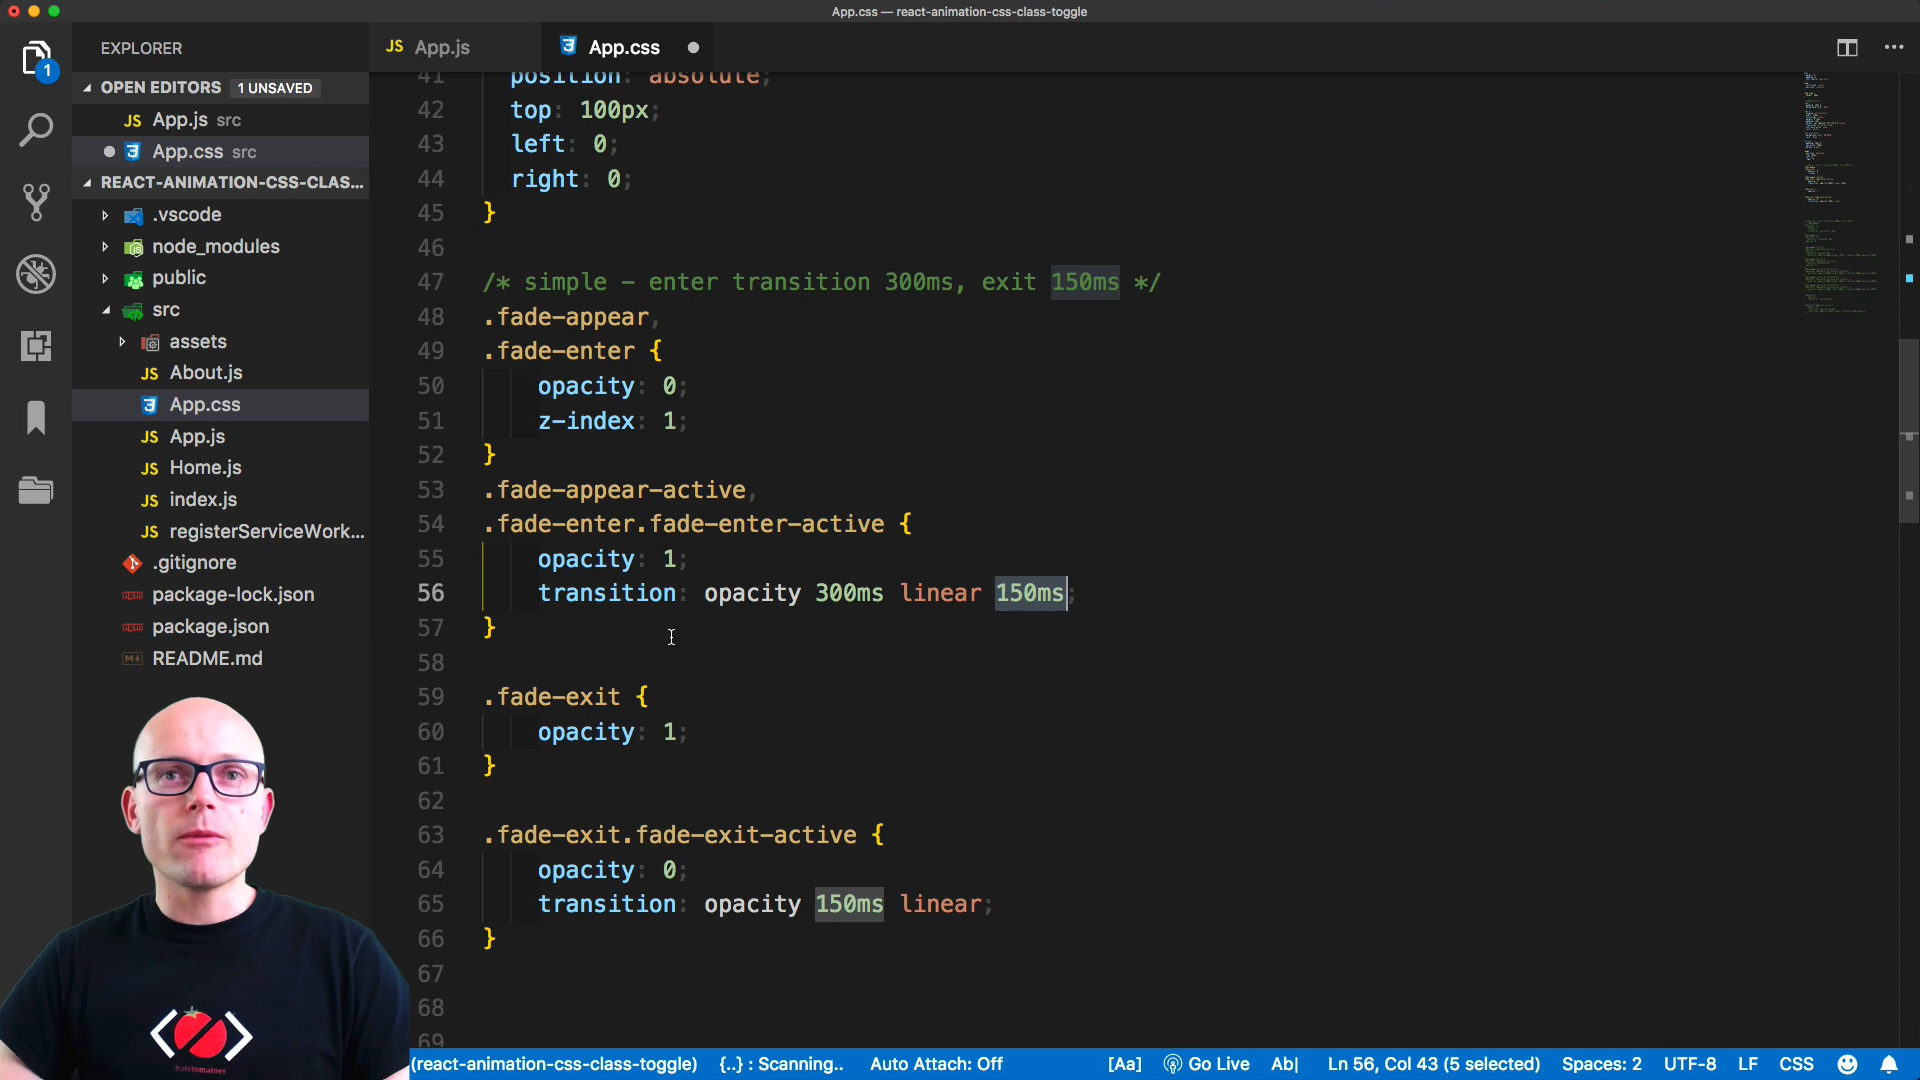 App.css — react-animation-css-class-toggle
EXPLORER
OPEN EDITORS 1 UNSAVED
JS App.js src
App.css src
REACT-ANIMATION-CSS-CLAS...
.vscode
node_modules
public
src
assets
JS About.js
App.css
JS App.js
JS Home.js
JS index.js
JS registerServiceWork...
.gitignore
package-lock.json
package.json
README.md
1
JS App.js
App.css
41 position: absolute;
42 top: 100px;
43 left: 0;
44 right: 0;
45 }
46
47 /* simple – enter transition 300ms, exit 150ms */
48 .fade-appear,
49 .fade-enter {
50 opacity: 0;
51 z-index: 1;
52 }
53 .fade-appear-active,
54 .fade-enter.fade-enter-active {
55 opacity: 1;
56 transition: opacity 300ms linear 150ms;
57 }
58
59 .fade-exit {
60 opacity: 1;
61 }
62
63 .fade-exit.fade-exit-active {
64 opacity: 0;
65 transition: opacity 150ms linear;
66 }
67
68
69
hatetomatoes
(react-animation-css-class-toggle) {..} : Scanning.. Auto Attach: Off [Aa] Go Live Ab| Ln 56, Col 43 (5 selected) Spaces: 2 UTF-8 LF CSS